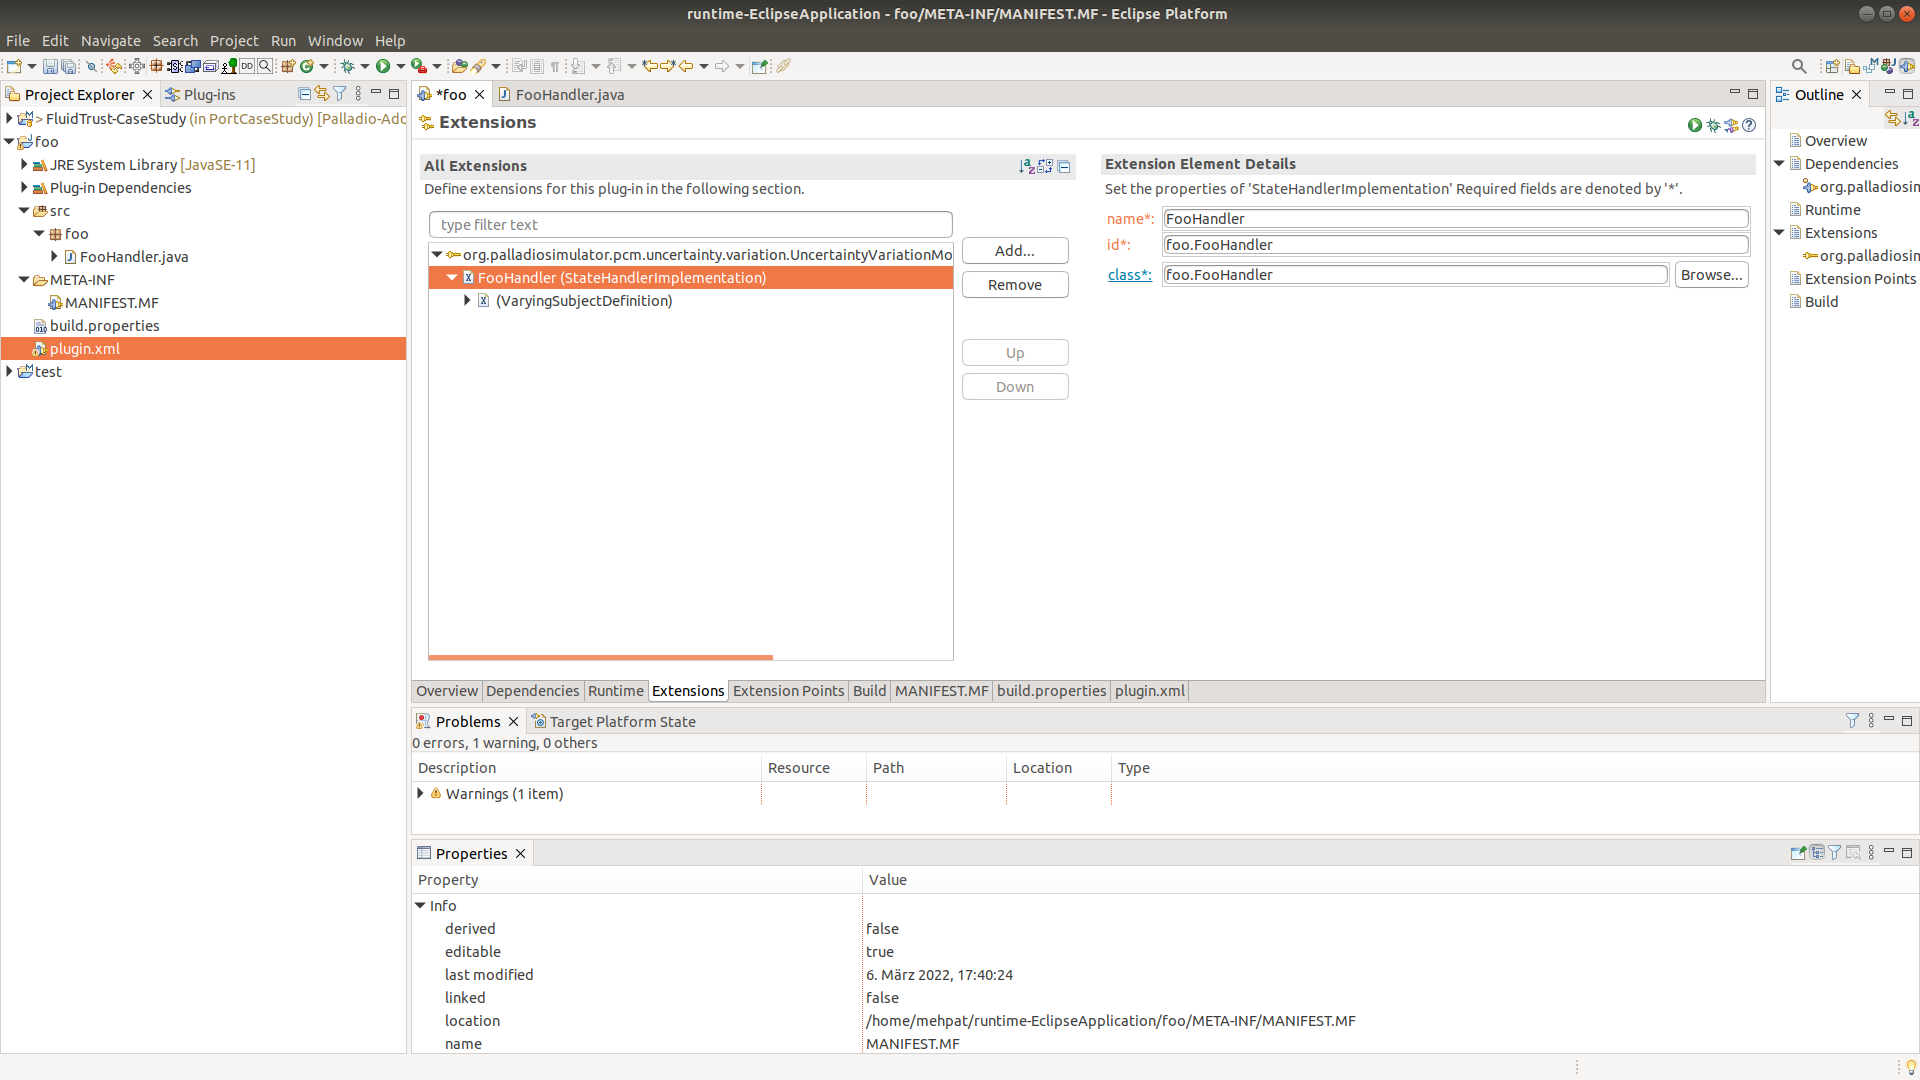 runtime-EclipseApplication - foo/META-INF/MANIFEST.MF - Eclipse Platform
File Edit Navigate Search Project Run Window Help
Project Explorer Plug-ins
> FluidTrust-CaseStudy (in PortCaseStudy) [Palladio-Add
foo
JRE System Library [JavaSE-11]
Plug-in Dependencies
src
foo
FooHandler.java
META-INF
MANIFEST.MF
build.properties
plugin.xml
test
*foo FooHandler.java
Extensions
All Extensions
Define extensions for this plug-in in the following section.
type filter text
org.palladiosimulator.pcm.uncertainty.variation.UncertaintyVariationMo
FooHandler (StateHandlerImplementation)
(VaryingSubjectDefinition)
Add...
Remove
Up
Down
Extension Element Details
Set the properties of 'StateHandlerImplementation' Required fields are denoted by '*'.
name*: FooHandler
id*: foo.FooHandler
class*: foo.FooHandler Browse...
Overview Dependencies Runtime Extensions Extension Points Build MANIFEST.MF build.properties plugin.xml
Outline
Overview
Dependencies
org.palladiosim
Runtime
Extensions
org.palladiosim
Extension Points
Build
Problems Target Platform State
0 errors, 1 warning, 0 others
Description Resource Path Location Type
Warnings (1 item)
Properties
Property Value
Info
derived false
editable true
last modified 6. März 2022, 17:40:24
linked false
location /home/mehpat/runtime-EclipseApplication/foo/META-INF/MANIFEST.MF
name MANIFEST.MF